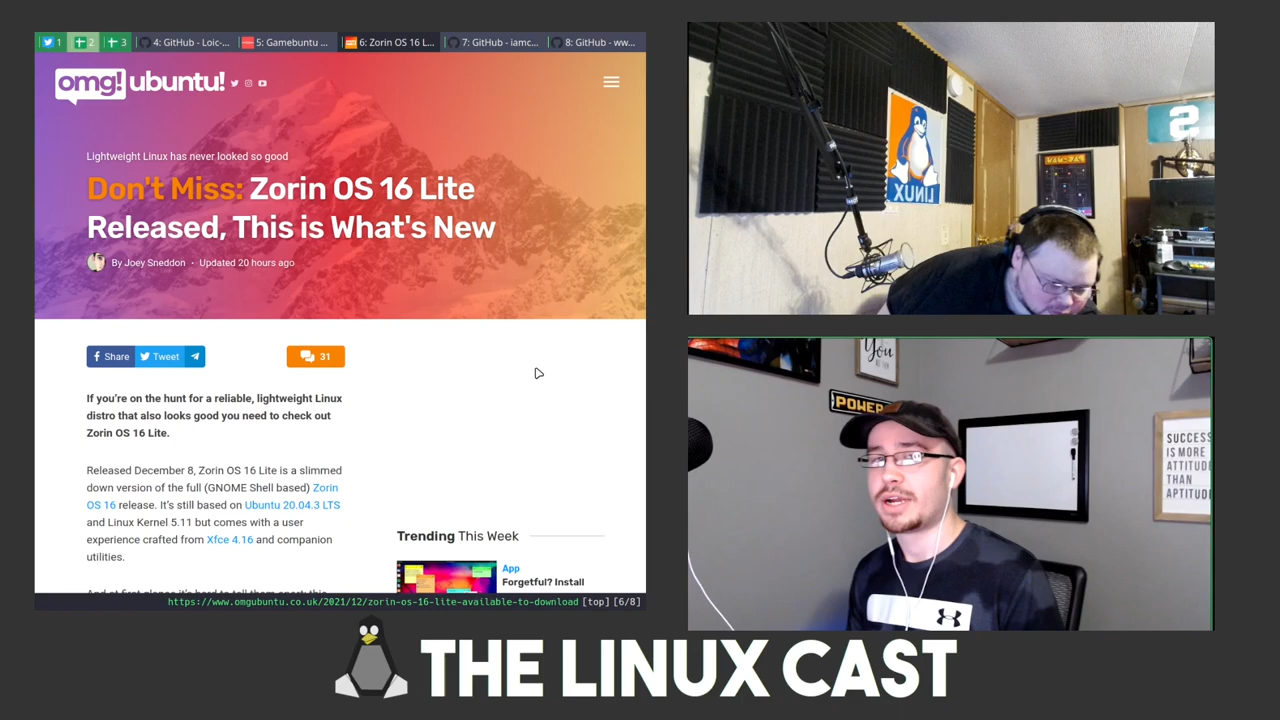 1
2
3
4: GitHub - Loic-...
5: Gamebuntu ...
6: Zorin OS 16 L...
7: GitHub - iamc...
8: GitHub - ww...
omg! ubuntu!
Lightweight Linux has never looked so good
Don't Miss: Zorin OS 16 Lite
Released, This is What's New
By Joey Sneddon • Updated 20 hours ago
Share
Tweet
31
If you're on the hunt for a reliable, lightweight Linux
distro that also looks good you need to check out
Zorin OS 16 Lite.
Released December 8, Zorin OS 16 Lite is a slimmed
down version of the full (GNOME Shell based) Zorin
OS 16 release. It's still based on Ubuntu 20.04.3 LTS
and Linux Kernel 5.11 but comes with a user
experience crafted from Xfce 4.16 and companion
utilities.
Trending This Week
App
Forgetful? Install
https://www.omgubuntu.co.uk/2021/12/zorin-os-16-lite-available-to-download [top] [6/8]
LINUX
You
POWER
SUCCESS
IS MORE
ATTITUD
THAN
APTITUD
THE LINUX CAST